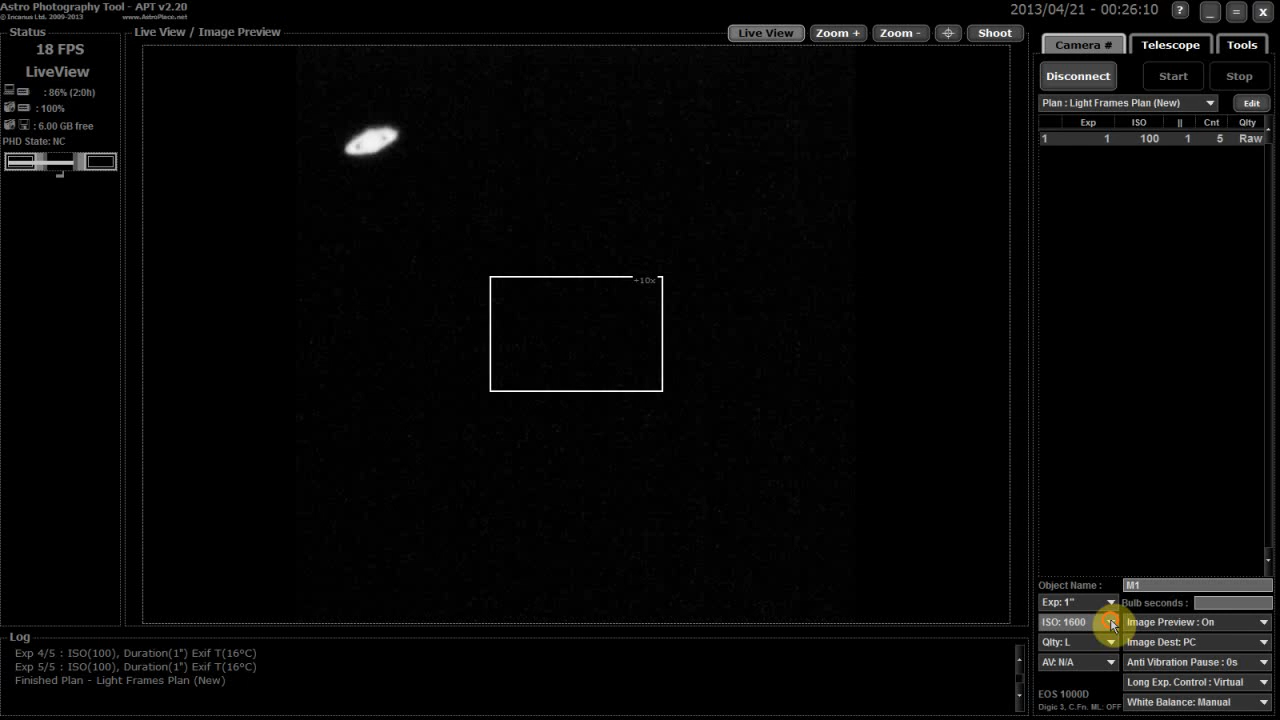 Astro Photography Tool - APT v2.20
© Incanus Ltd. 2009-2013 www.AstroPlace.net
2013/04/21 - 00:26:10 ? _ = x
Status
18 FPS
LiveView
: 86% (2:0h)
: 100%
: 6.00 GB free
PHD State: NC
Live View / Image Preview
Live View Zoom + Zoom - Shoot
+10x
Camera # Telescope Tools
Disconnect Start Stop
Plan : Light Frames Plan (New) Edit
Exp ISO || Cnt Qlty
1 1 100 1 5 Raw
Object Name : M1
Exp: 1" Bulb seconds :
ISO: 1600 Image Preview : On
Qlty: L Image Dest: PC
AV: N/A Anti Vibration Pause : 0s
Long Exp. Control : Virtual
EOS 1000D
Digic 3, C.Fn. ML: OFF White Balance: Manual
Log
Exp 4/5 : ISO(100), Duration(1") Exif T(16°C)
Exp 5/5 : ISO(100), Duration(1") Exif T(16°C)
Finished Plan - Light Frames Plan (New)